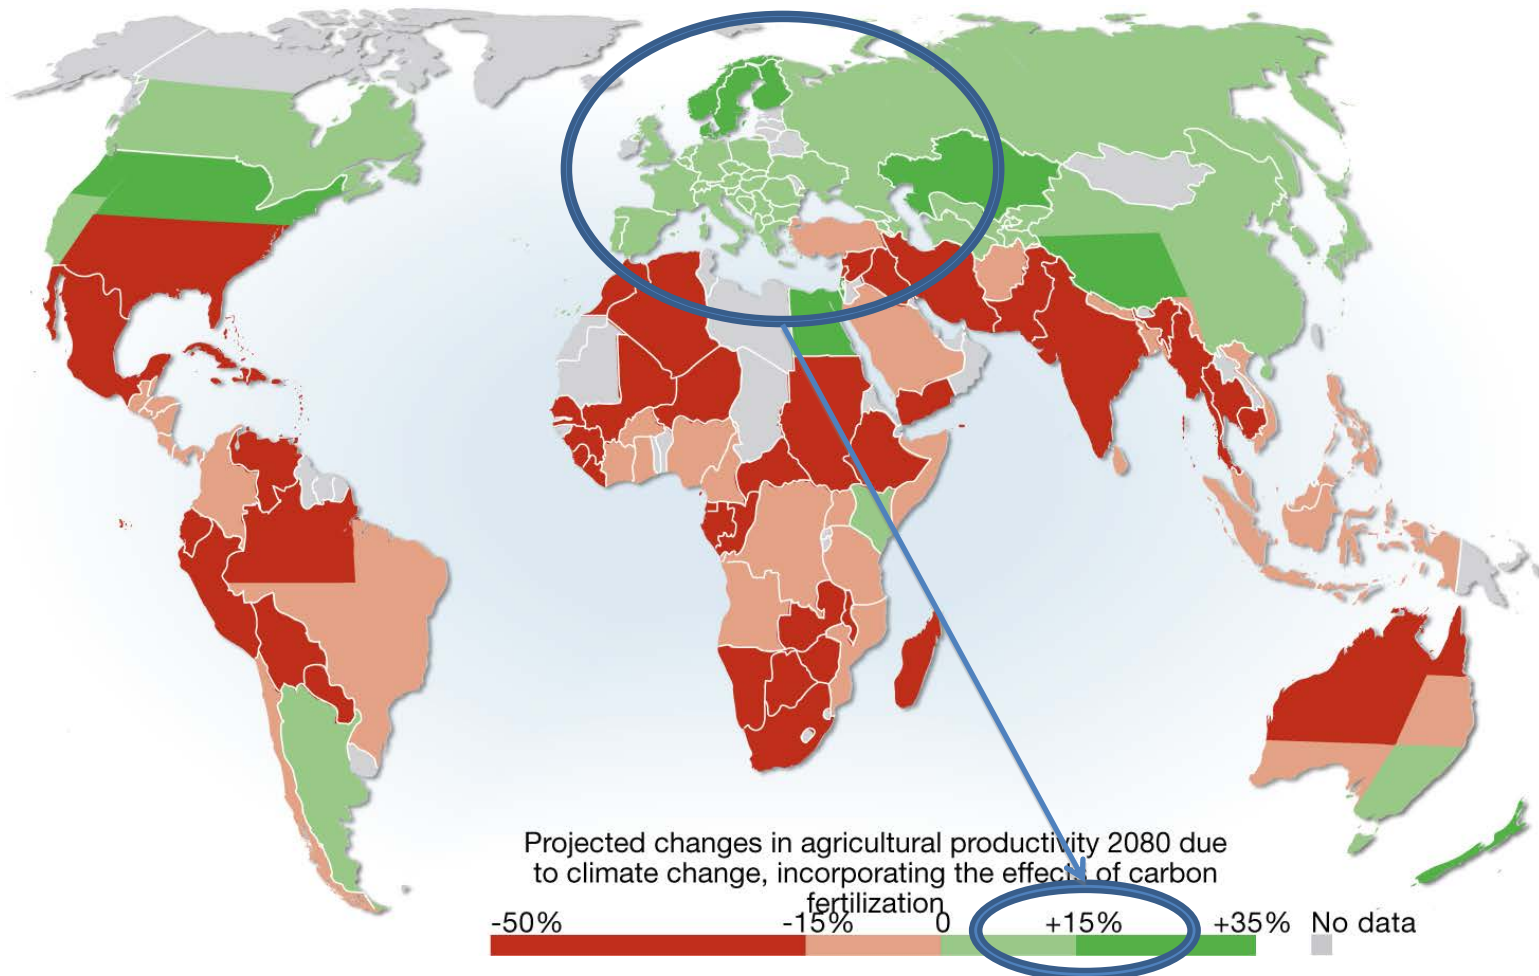 Projected changes in agricultural productivity 2080 due
to climate change, incorporating the effects of carbon
fertilization
-50% -15% 0 +15% +35% No data